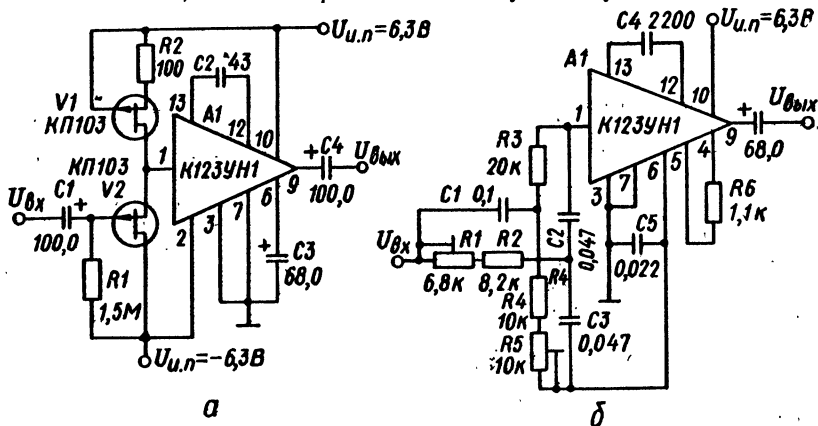 Uи.п=6,3В
R2
100
C2 43
V1
КП103
13
A1
12
10
К123УН1
1
9
+ C4
100,0
Uвых
КП103
V2
Uвх
C1
+
100,0
R1
1,5М
2
3
7
6
+
C3
68,0
Uи.п=-6,3В
а
C4 2200
Uи.п=6,3В
A1
13
12
10
1
К123УН1
9
+
68,0
Uвых
R3
20к
3
7
6
5
4
R6
1,1к
C1 0,1
Uвх
R1
6,8к
R2
8,2к
C2
0,047
C5
0,022
R4
R4
10к
R5
10к
C3
0,047
б